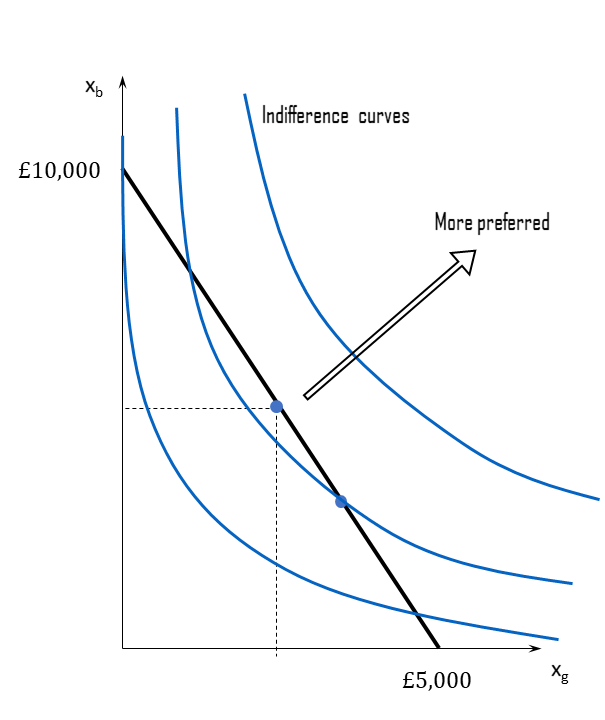 x_b
Indifference curves
£10,000
More preferred
x_g
£5,000